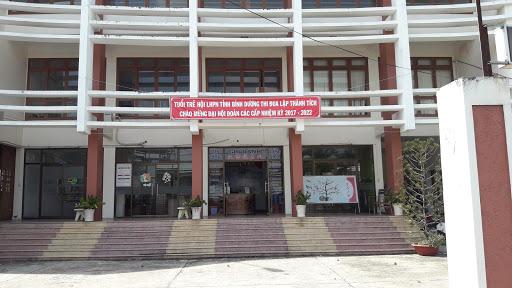 TUỔI TRẺ HỘI LHPN TỈNH BÌNH DƯƠNG THI ĐUA LẬP THÀNH TÍCH
CHÀO MỪNG ĐẠI HỘI ĐOÀN CÁC CẤP NHIỆM KỲ 2017 - 2022